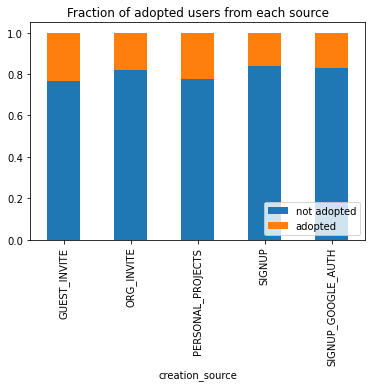 Fraction of adopted users from each source
1.0
0.8
0.6
0.4
0.2
0.0
not adopted
adopted
GUEST_INVITE
ORG_INVITE
PERSONAL_PROJECTS
SIGNUP
SIGNUP_GOOGLE_AUTH
creation_source